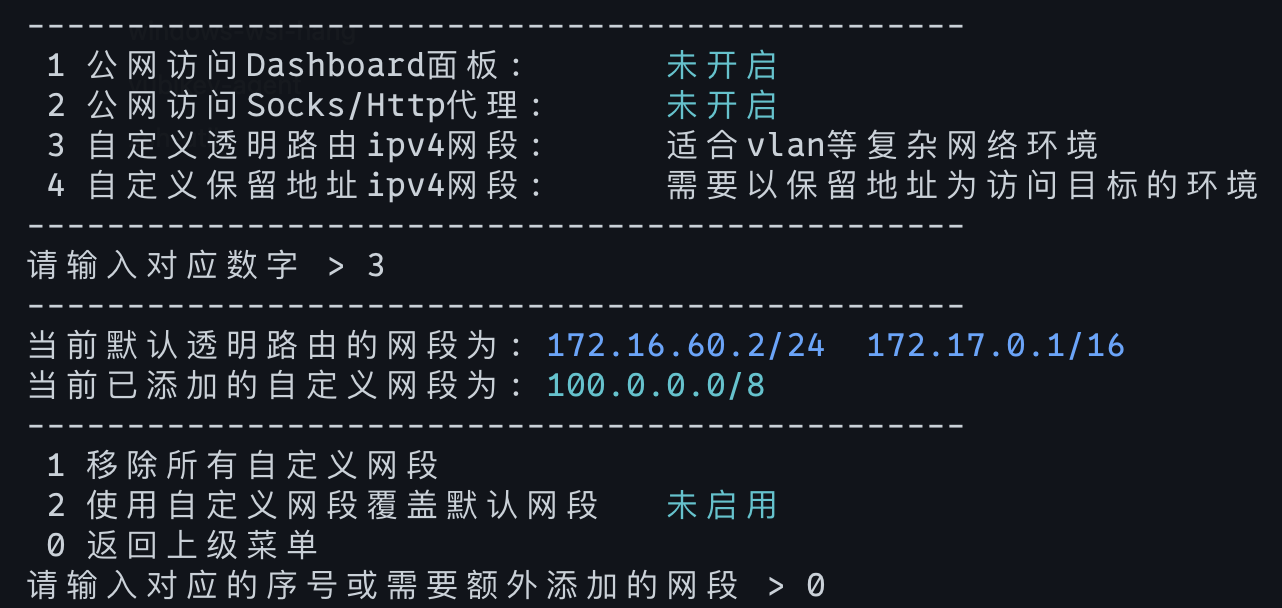 windows-wsl-hang
-----------------------------------------------
 1 公网访问Dashboard面板:       未开启
 2 公网访问Socks/Http代理:      未开启
 3 自定义透明路由ipv4网段:      适合vlan等复杂网络环境
 4 自定义保留地址ipv4网段:      需要以保留地址为访问目标的环境
-----------------------------------------------
请输入对应数字 > 3
-----------------------------------------------
当前默认透明路由的网段为: 172.16.60.2/24  172.17.0.1/16
当前已添加的自定义网段为: 100.0.0.0/8
-----------------------------------------------
 1 移除所有自定义网段
 2 使用自定义网段覆盖默认网段   未启用
 0 返回上级菜单
请输入对应的序号或需要额外添加的网段 > 0